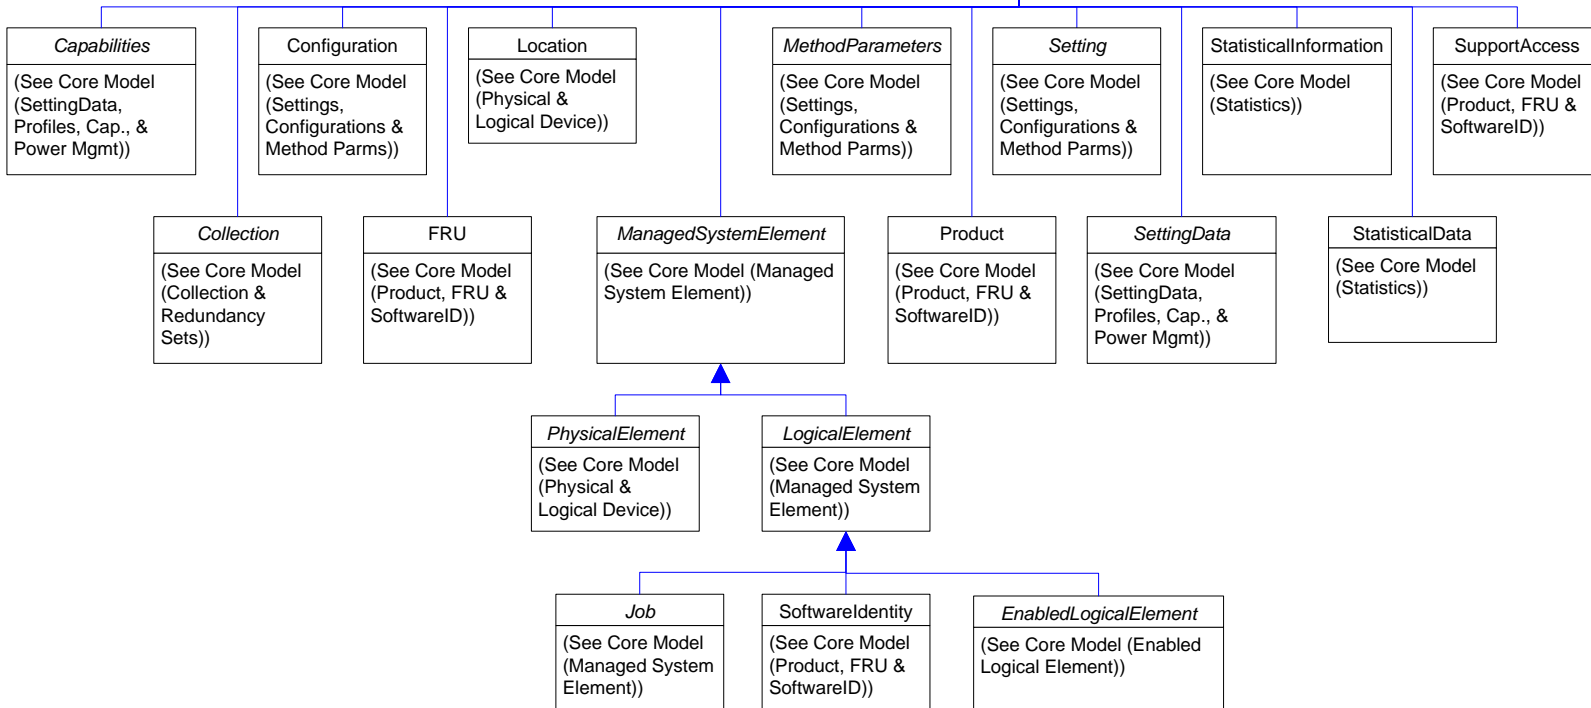 Capabilities
(See Core Model
(SettingData,
Profiles, Cap., &
Power Mgmt))
Configuration
(See Core Model
(Settings,
Configurations &
Method Parms))
Location
(See Core Model
(Physical &
Logical Device))
MethodParameters
(See Core Model
(Settings,
Configurations &
Method Parms))
Setting
(See Core Model
(Settings,
Configurations &
Method Parms))
StatisticalInformation
(See Core Model
(Statistics))
SupportAccess
(See Core Model
(Product, FRU &
SoftwareID))
Collection
(See Core Model
(Collection &
Redundancy
Sets))
FRU
(See Core Model
(Product, FRU &
SoftwareID))
ManagedSystemElement
(See Core Model (Managed
System Element))
Product
(See Core Model
(Product, FRU &
SoftwareID))
SettingData
(See Core Model
(SettingData,
Profiles, Cap., &
Power Mgmt))
StatisticalData
(See Core Model
(Statistics))
PhysicalElement
(See Core Model
(Physical &
Logical Device))
LogicalElement
(See Core Model
(Managed System
Element))
Job
(See Core Model
(Managed System
Element))
SoftwareIdentity
(See Core Model
(Product, FRU &
SoftwareID))
EnabledLogicalElement
(See Core Model (Enabled
Logical Element))